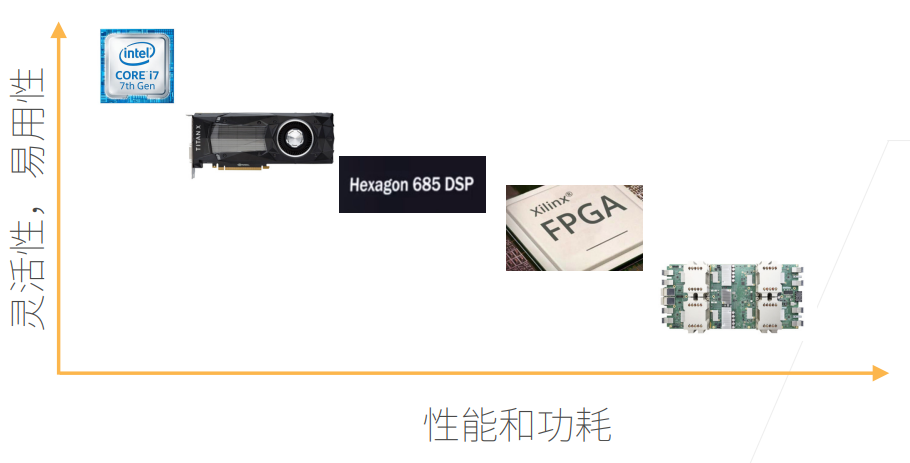 灵活性，易用性
intel
CORE i7
7th Gen
TITAN X
Hexagon 685 DSP
Xilinx®
FPGA
性能和功耗